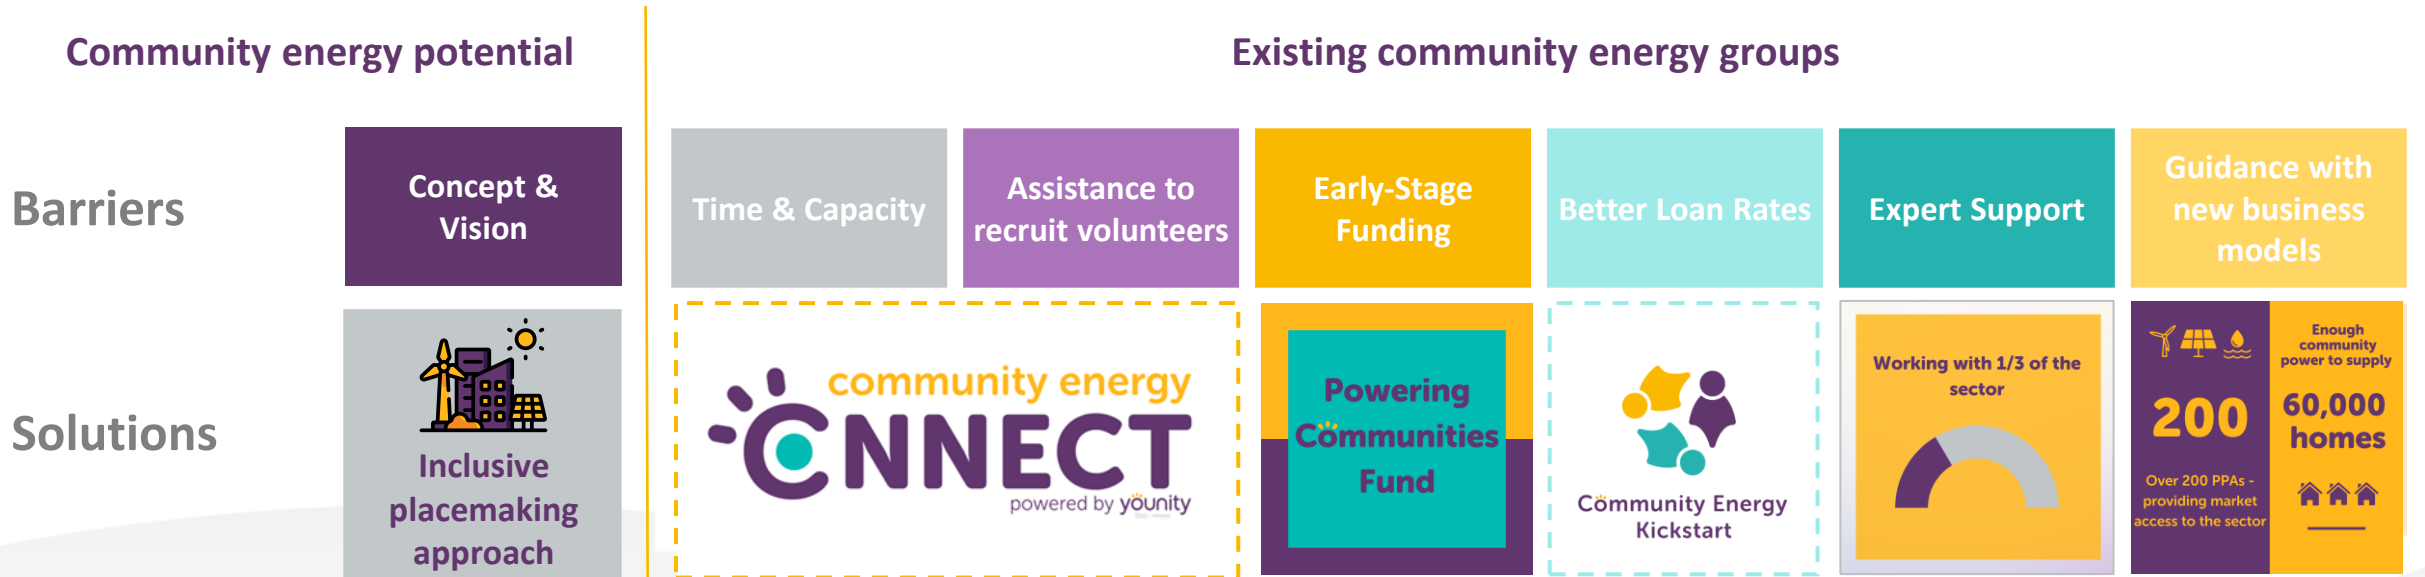 Community energy potential
Existing community energy groups
Barriers
Concept &
Vision
Time & Capacity
Assistance to
recruit volunteers
Early-Stage
Funding
Better Loan Rates
Expert Support
Guidance with
new business
models
Solutions
Inclusive
placemaking
approach
community energy
CNNECT
powered by younity
Powering
Communities
Fund
Community Energy
Kickstart
Working with 1/3 of the
sector
200
Over 200 PPAs -
providing market
access to the sector
Enough
community
power to supply
60,000
homes